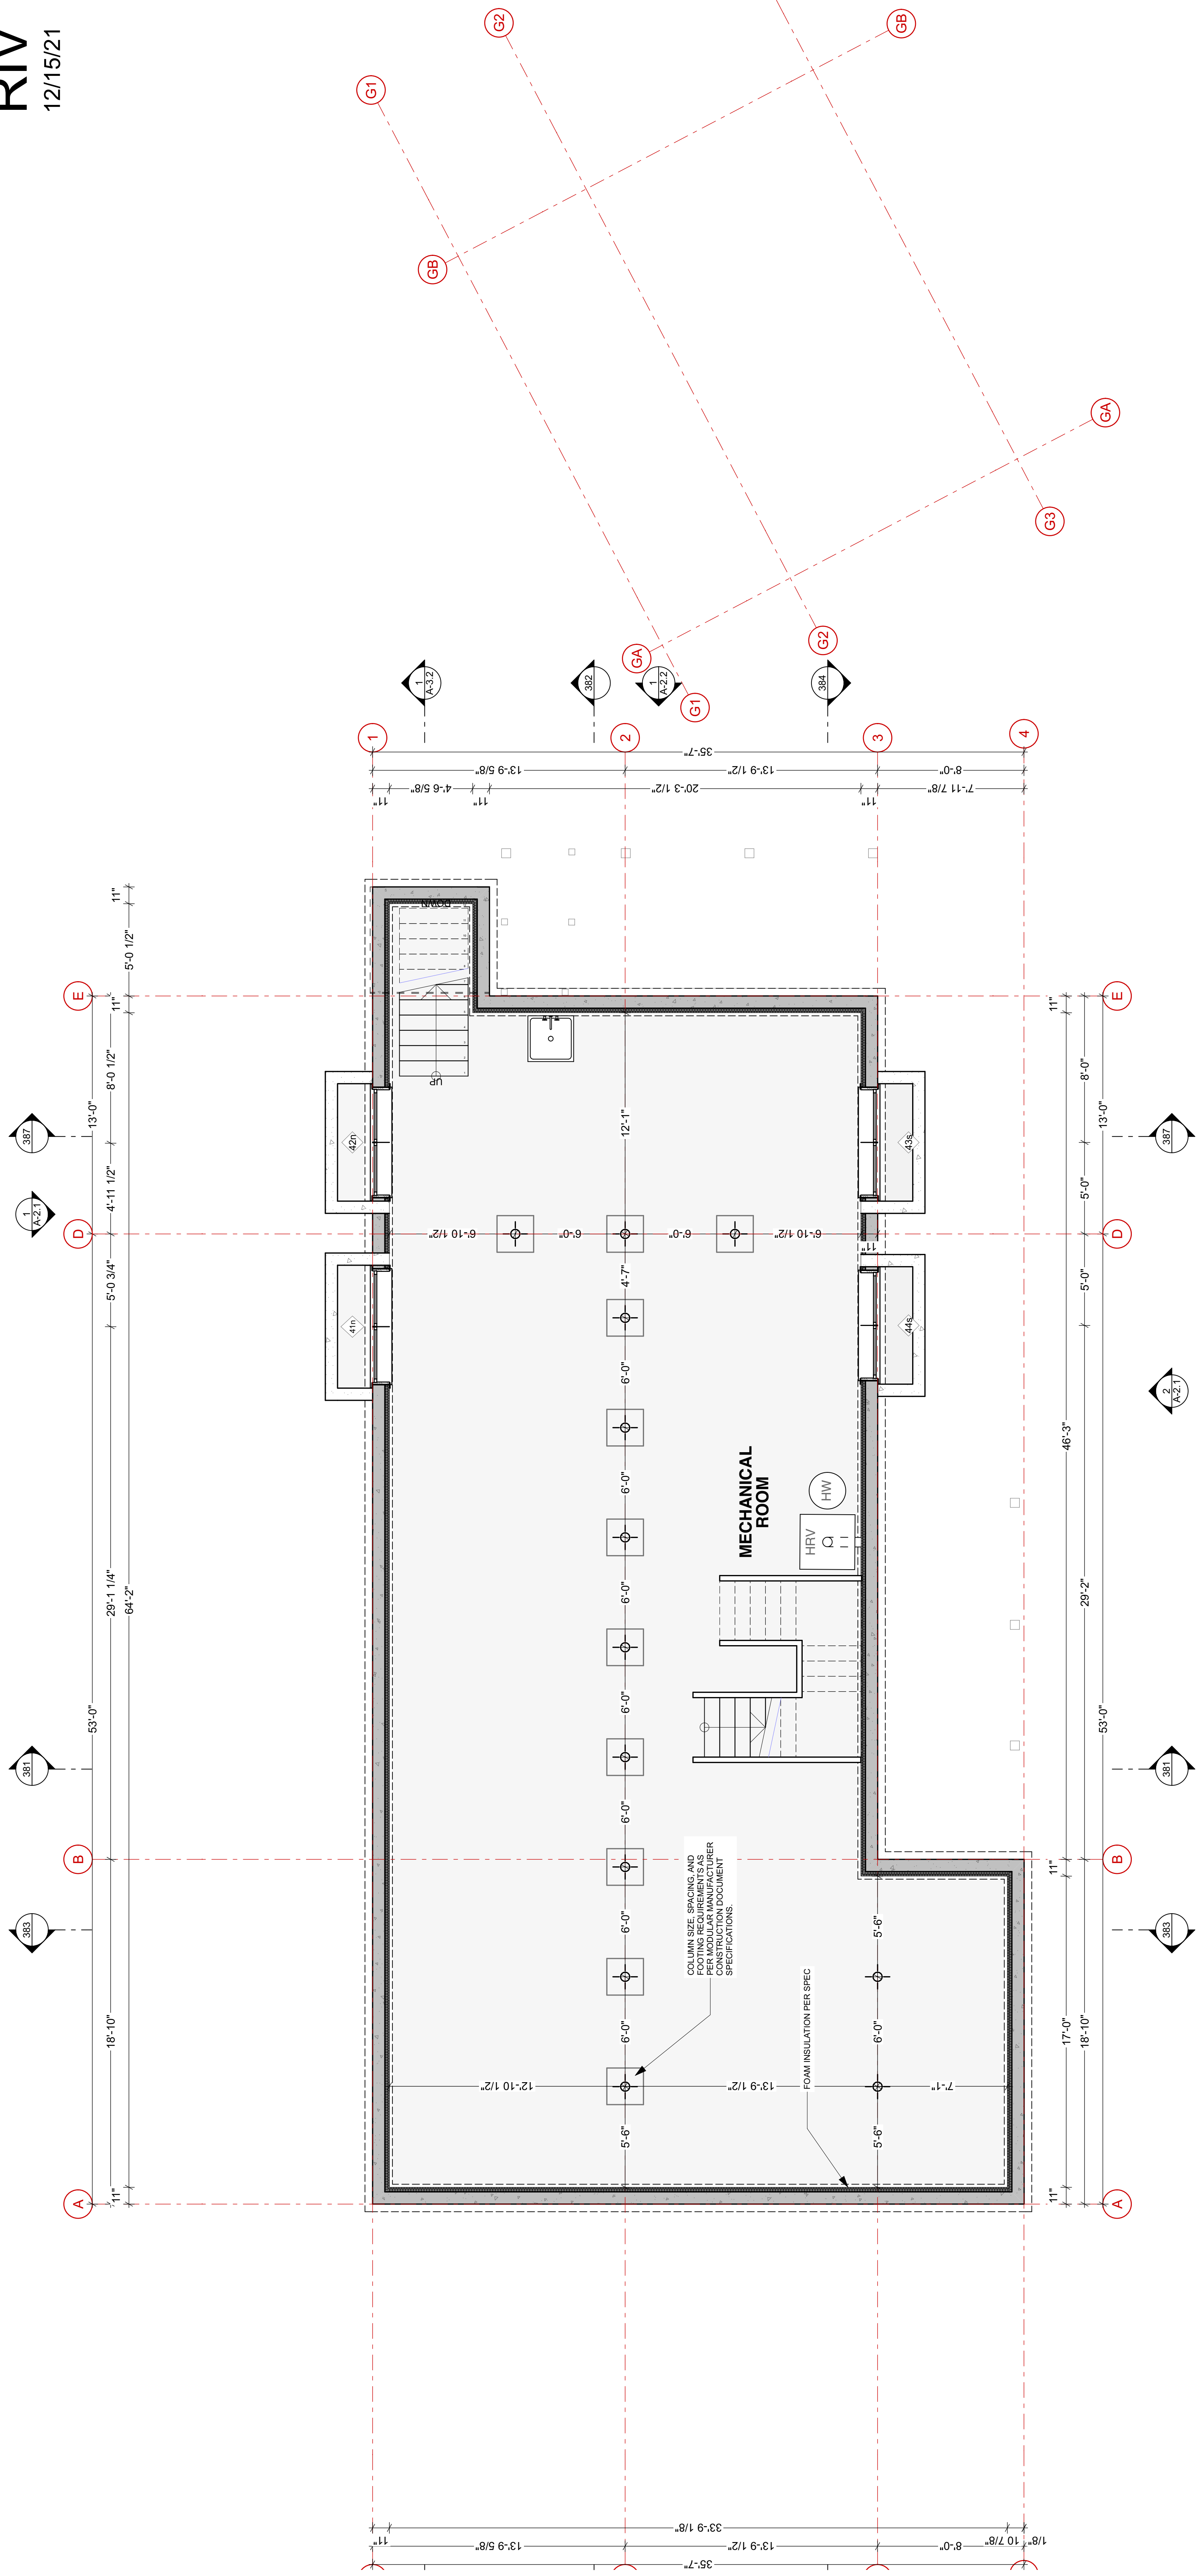 RIV
12/15/21
G1
G2
GB
GB
GA
GA
G1
G2
G3
1
A-3.2
382
1
A-2.2
384
1
2
3
4
35'-7"
13'-9 5/8"
13'-9 1/2"
8'-0"
11"
4'-6 5/8"
11"
20'-3 1/2"
11"
7'-11 7/8"
A
B
D
E
53'-0"
13'-0"
18'-10"
29'-1 1/4"
5'-0 3/4"
4'-11 1/2"
8'-0 1/2"
11"
64'-2"
11"
5'-0 1/2"
11"
383
381
1
A-2.1
387
41n
42n
DOWN
UP
12'-1"
6'-10 1/2"
6'-0"
6'-0"
6'-10 1/2"
11"
5'-6"
6'-0"
6'-0"
6'-0"
6'-0"
6'-0"
6'-0"
6'-0"
4'-7"
COLUMN SIZE, SPACING, AND
FOOTING REQUIREMENTS AS
PER MODULAR MANUFACTURER
CONSTRUCTION DOCUMENT
SPECIFICATIONS.
MECHANICAL
ROOM
HRV
HW
FOAM INSULATION PER SPEC
12'-10 1/2"
13'-9 1/2"
7'-1"
5'-6"
6'-0"
5'-6"
44s
43s
11"
17'-0"
11"
46'-3"
11"
18'-10"
29'-2"
5'-0"
5'-0"
8'-0"
53'-0"
13'-0"
A
B
D
E
383
381
2
A-2.1
387
11"
33'-9 1/8"
10 7/8"
1/8"
13'-9 5/8"
13'-9 1/2"
8'-0"
35'-7"